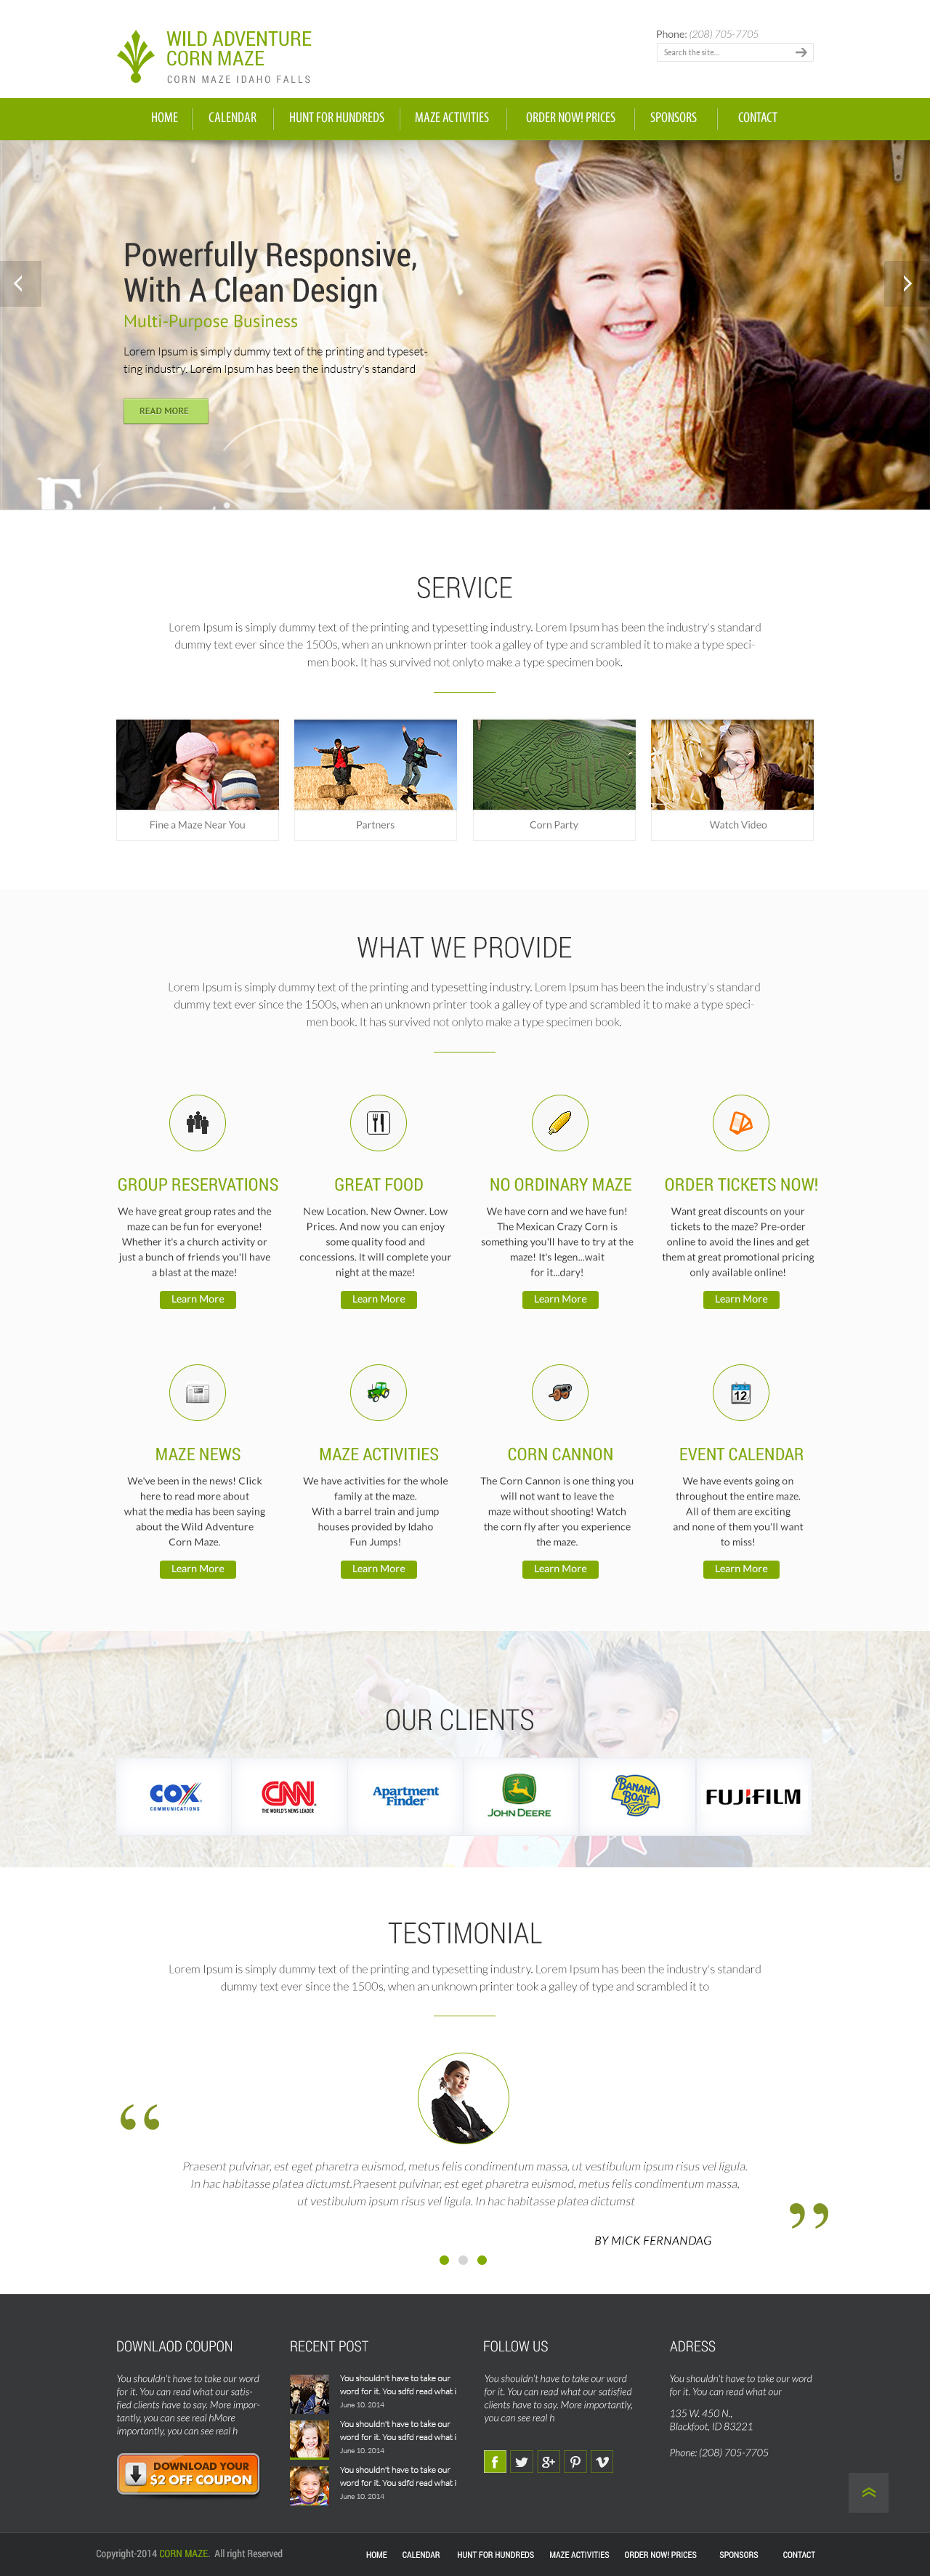 WILD ADVENTURE
CORN MAZE
CORN MAZE IDAHO FALLS
Phone: (208) 705-7705
Search the site...
HOME CALENDAR HUNT FOR HUNDREDS MAZE ACTIVITIES ORDER NOW! PRICES SPONSORS CONTACT
Powerfully Responsive,
With A Clean Design
Multi-Purpose Business
Lorem Ipsum is simply dummy text of the printing and typeset-
ting industry. Lorem Ipsum has been the industry's standard
READ MORE
SERVICE
Lorem Ipsum is simply dummy text of the printing and typesetting industry. Lorem Ipsum has been the industry's standard
dummy text ever since the 1500s, when an unknown printer took a galley of type and scrambled it to make a type speci-
men book. It has survived not onlyto make a type specimen book.
Fine a Maze Near You
Partners
Corn Party
Watch Video
WHAT WE PROVIDE
Lorem Ipsum is simply dummy text of the printing and typesetting industry. Lorem Ipsum has been the industry's standard
dummy text ever since the 1500s, when an unknown printer took a galley of type and scrambled it to make a type speci-
men book. It has survived not onlyto make a type specimen book.
GROUP RESERVATIONS
We have great group rates and the
maze can be fun for everyone!
Whether it's a church activity or
just a bunch of friends you'll have
a blast at the maze!
Learn More
GREAT FOOD
New Location. New Owner. Low
Prices. And now you can enjoy
some quality food and
concessions. It will complete your
night at the maze!
Learn More
NO ORDINARY MAZE
We have corn and we have fun!
The Mexican Crazy Corn is
something you'll have to try at the
maze! It's legen...wait
for it...dary!
Learn More
ORDER TICKETS NOW!
Want great discounts on your
tickets to the maze? Pre-order
online to avoid the lines and get
them at great promotional pricing
only available online!
Learn More
MAZE NEWS
We've been in the news! Click
here to read more about
what the media has been saying
about the Wild Adventure
Corn Maze.
Learn More
MAZE ACTIVITIES
We have activities for the whole
family at the maze.
With a barrel train and jump
houses provided by Idaho
Fun Jumps!
Learn More
CORN CANNON
The Corn Cannon is one thing you
will not want to leave the
maze without shooting! Watch
the corn fly after you experience
the maze.
Learn More
12
EVENT CALENDAR
We have events going on
throughout the entire maze.
All of them are exciting
and none of them you'll want
to miss!
Learn More
OUR CLIENTS
COX
COMMUNICATIONS
CNN
THE WORLD'S NEWS LEADER
Apartment
Finder
JOHN DEERE
BANANA
BOAT
FUJIFILM
TESTIMONIAL
Lorem Ipsum is simply dummy text of the printing and typesetting industry. Lorem Ipsum has been the industry's standard
dummy text ever since the 1500s, when an unknown printer took a galley of type and scrambled it to
“
Praesent pulvinar, est eget pharetra euismod, metus felis condimentum massa, ut vestibulum ipsum risus vel ligula.
In hac habitasse platea dictumst.Praesent pulvinar, est eget pharetra euismod, metus felis condimentum massa,
ut vestibulum ipsum risus vel ligula. In hac habitasse platea dictumst
”
BY MICK FERNANDAG
DOWNLAOD COUPON
You shouldn't have to take our word
for it. You can read what our satis-
fied clients have to say. More impor-
tantly, you can see real hMore
importantly, you can see real h
DOWNLOAD YOUR
$2 OFF COUPON
RECENT POST
You shouldn't have to take our
word for it. You sdfd read what i
June 10, 2014
You shouldn't have to take our
word for it. You sdfd read what i
June 10, 2014
You shouldn't have to take our
word for it. You sdfd read what i
June 10, 2014
FOLLOW US
You shouldn't have to take our word
for it. You can read what our satisfied
clients have to say. More importantly,
you can see real h
ADRESS
You shouldn't have to take our word
for it. You can read what our
135 W. 450 N.,
Blackfoot, ID 83221
Phone: (208) 705-7705
Copyright-2014 CORN MAZE. All right Reserved
HOME CALENDAR HUNT FOR HUNDREDS MAZE ACTIVITIES ORDER NOW! PRICES SPONSORS CONTACT